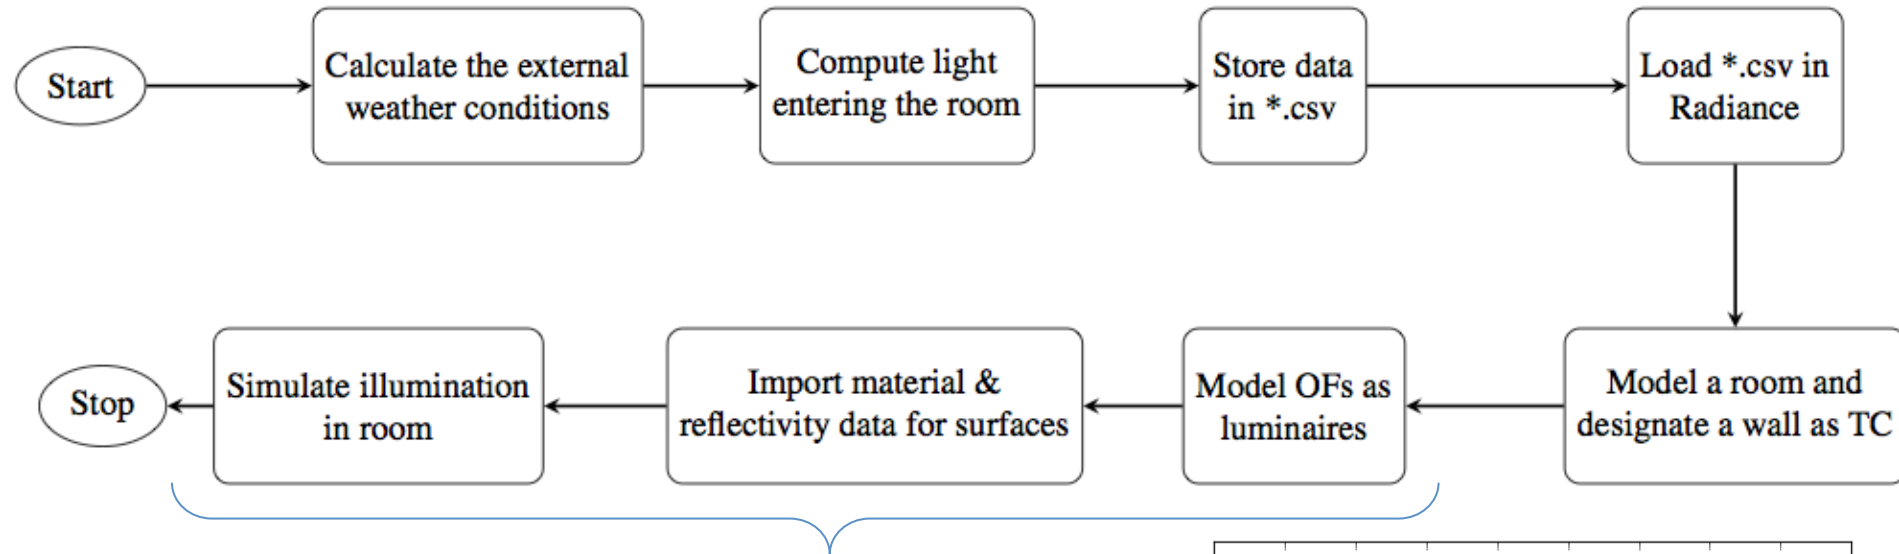 Start
Calculate the external
weather conditions
Compute light
entering the room
Store data
in *.csv
Load *.csv in
Radiance
Model a room and
designate a wall as TC
Model OFs as
luminaires
Import material &
reflectivity data for surfaces
Simulate illumination
in room
Stop